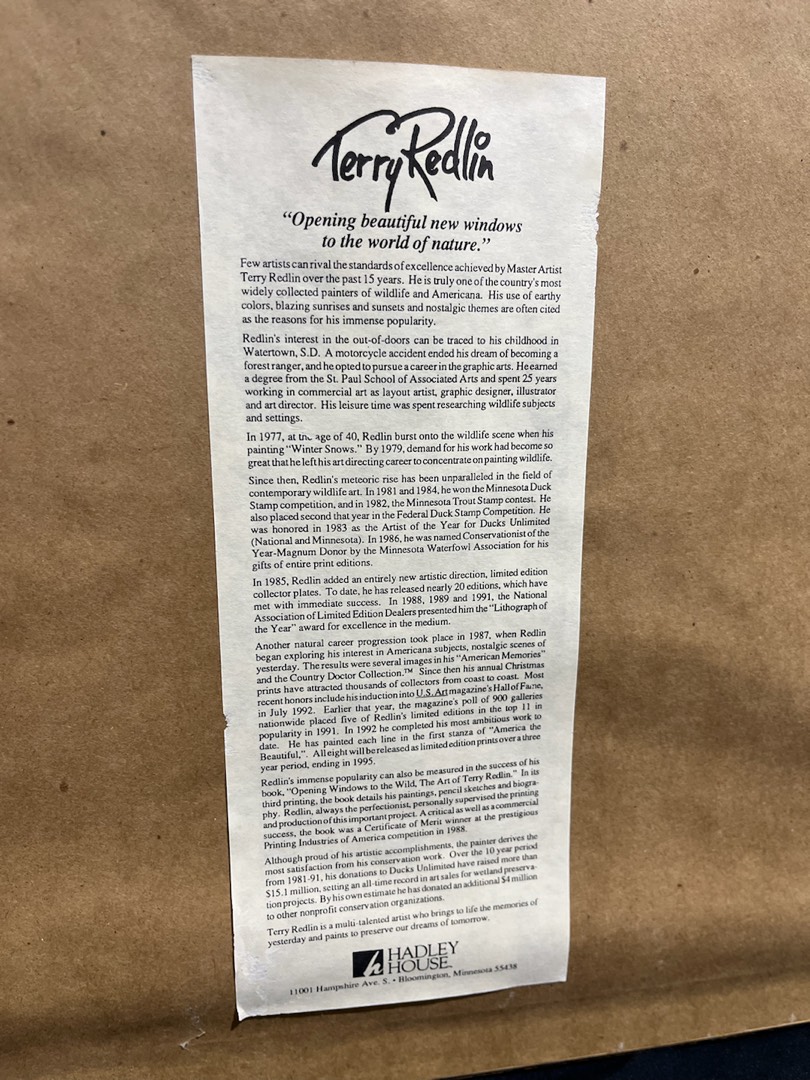 Terry Redlin
“Opening beautiful new windows
to the world of nature.”
Few artists can rival the standards of excellence achieved by Master Artist
Terry Redlin over the past 15 years. He is truly one of the country's most
widely collected painters of wildlife and Americana. His use of earthy
colors, blazing sunrises and sunsets and nostalgic themes are often cited
as the reasons for his immense popularity.
Redlin's interest in the out-of-doors can be traced to his childhood in
Watertown, S.D. A motorcycle accident ended his dream of becoming a
forest ranger, and he opted to pursue a career in the graphic arts. He earned
a degree from the St. Paul School of Associated Arts and spent 25 years
working in commercial art as layout artist, graphic designer, illustrator
and art director. His leisure time was spent researching wildlife subjects
and settings.
In 1977, at the age of 40, Redlin burst onto the wildlife scene when his
painting “Winter Snows.” By 1979, demand for his work had become so
great that he left his art directing career to concentrate on painting wildlife.
Since then, Redlin's meteoric rise has been unparalleled in the field of
contemporary wildlife art. In 1981 and 1984, he won the Minnesota Duck
Stamp competition, and in 1982, the Minnesota Trout Stamp contest. He
also placed second that year in the Federal Duck Stamp Competition. He
was honored in 1983 as the Artist of the Year for Ducks Unlimited
(National and Minnesota). In 1986, he was named Conservationist of the
Year-Magnum Donor by the Minnesota Waterfowl Association for his
gifts of entire print editions.
In 1985, Redlin added an entirely new artistic direction, limited edition
collector plates. To date, he has released nearly 20 editions, which have
met with immediate success. In 1988, 1989 and 1991, the National
Association of Limited Edition Dealers presented him the “Lithograph of
the Year” award for excellence in the medium.
Another natural career progression took place in 1987, when Redlin
began exploring his interest in Americana subjects, nostalgic scenes of
yesterday. The results were several images in his “American Memories”
and the Country Doctor Collection.™ Since then his annual Christmas
prints have attracted thousands of collectors from coast to coast. Most
recent honors include his induction into U.S. Art magazine's Hall of Fame,
in July 1992. Earlier that year, the magazine's poll of 900 galleries
nationwide placed five of Redlin's limited editions in the top 11 in
popularity in 1991. In 1992 he completed his most ambitious work to
date. He has painted each line in the first stanza of “America the
Beautiful,”. All eight will be released as limited edition prints over a three
year period, ending in 1995.
Redlin's immense popularity can also be measured in the success of his
book, “Opening Windows to the Wild, The Art of Terry Redlin.” In its
third printing, the book details his paintings, pencil sketches and biogra-
phy. Redlin, always the perfectionist, personally supervised the printing
and production of this important project. A critical as well as a commercial
success, the book was a Certificate of Merit winner at the prestigious
Printing Industries of America competition in 1988.
Although proud of his artistic accomplishments, the painter derives the
most satisfaction from his conservation work. Over the 10 year period
from 1981-91, his donations to Ducks Unlimited have raised more than
$15.1 million, setting an all-time record in art sales for wetland preserva-
tion projects. By his own estimate he has donated an additional $4 million
to other nonprofit conservation organizations.
Terry Redlin is a multi-talented artist who brings to life the memories of
yesterday and paints to preserve our dreams of tomorrow.
HADLEY
HOUSE™
11001 Hampshire Ave. S. • Bloomington, Minnesota 55438